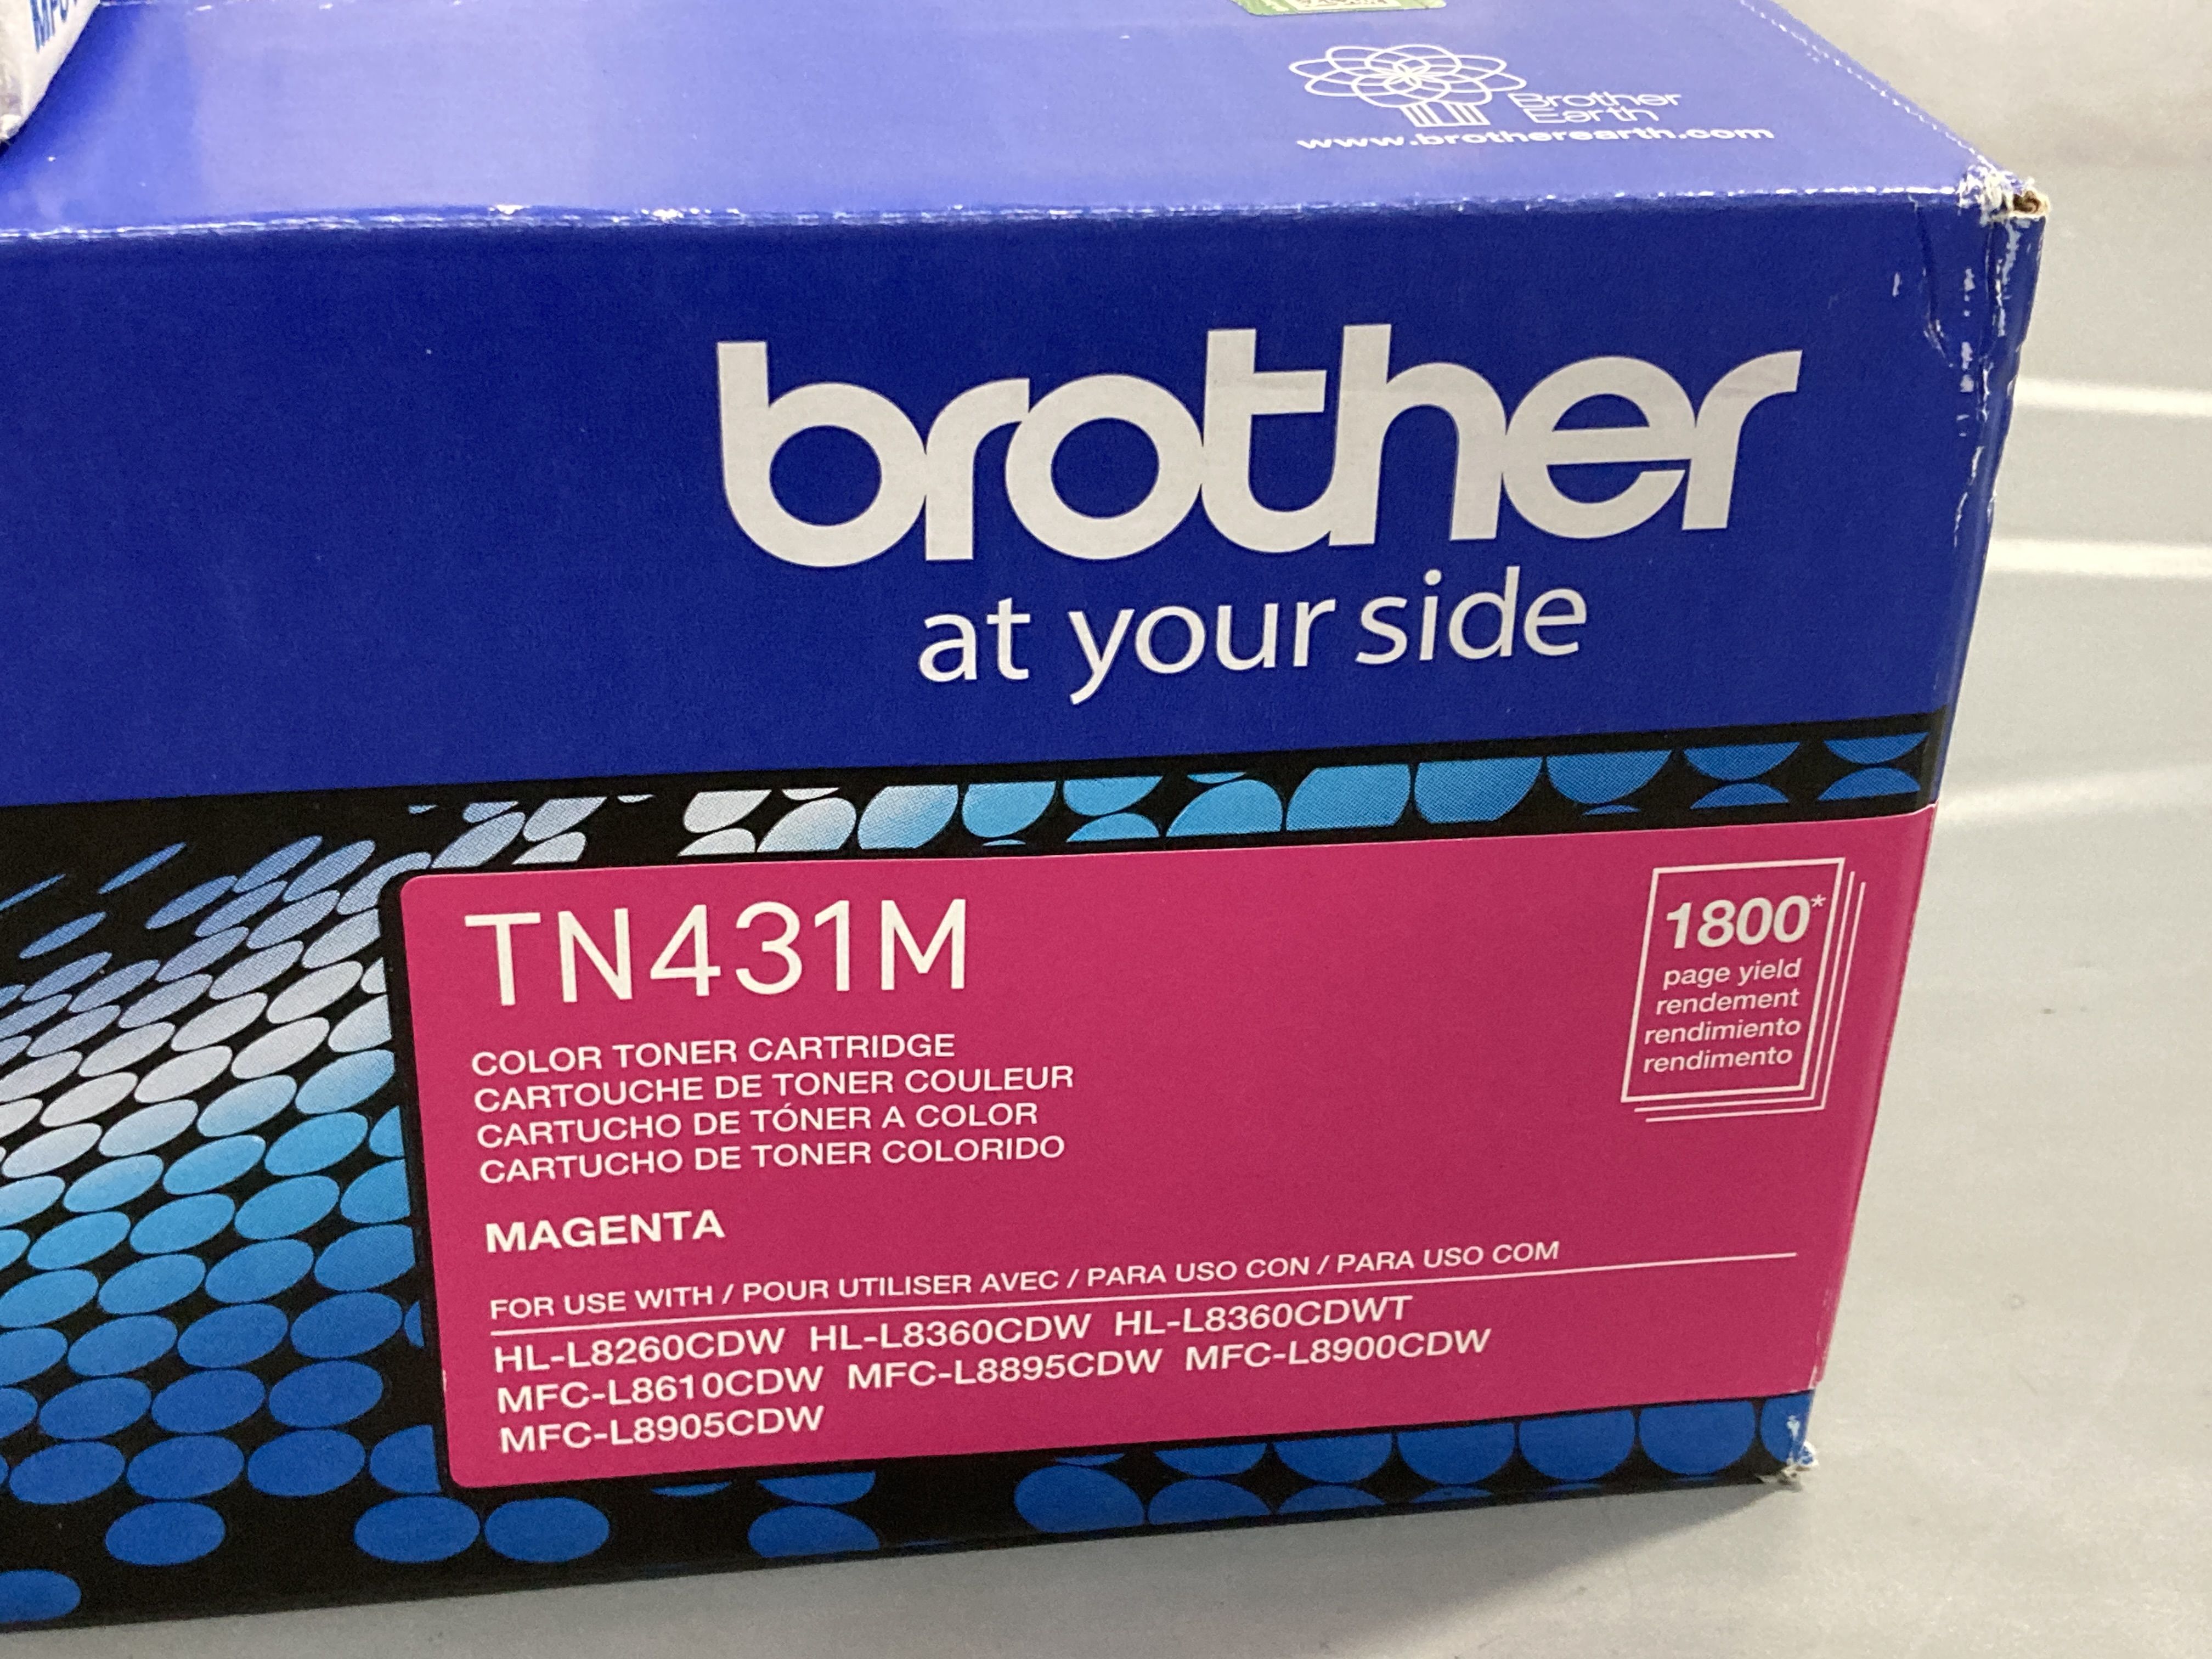 Brother
Earth
www.brotherearth.com
brother
at your side
TN431M
COLOR TONER CARTRIDGE
CARTOUCHE DE TONER COULEUR
CARTUCHO DE TÓNER A COLOR
CARTUCHO DE TONER COLORIDO
MAGENTA
1800*
page yield
rendement
rendimiento
rendimento
FOR USE WITH / POUR UTILISER AVEC / PARA USO CON / PARA USO COM
HL-L8260CDW HL-L8360CDW HL-L8360CDWT
MFC-L8610CDW MFC-L8895CDW MFC-L8900CDW
MFC-L8905CDW